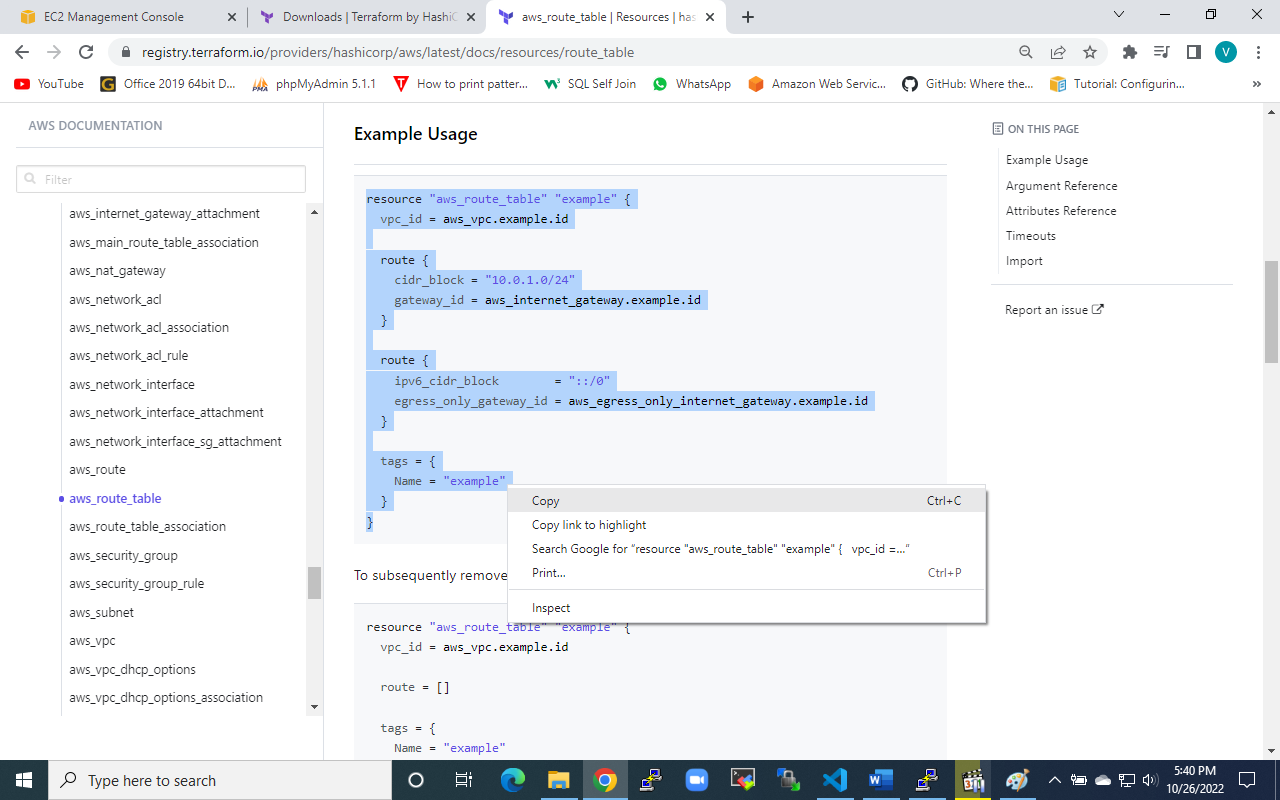 EC2 Management Console
Downloads | Terraform by HashiC
aws_route_table | Resources | has
registry.terraform.io/providers/hashicorp/aws/latest/docs/resources/route_table
V
YouTube
Office 2019 64bit D...
phpMyAdmin 5.1.1
How to print patter...
SQL Self Join
WhatsApp
Amazon Web Servic...
GitHub: Where the...
Tutorial: Configurin...
»
AWS DOCUMENTATION
Filter
aws_internet_gateway_attachment
aws_main_route_table_association
aws_nat_gateway
aws_network_acl
aws_network_acl_association
aws_network_acl_rule
aws_network_interface
aws_network_interface_attachment
aws_network_interface_sg_attachment
aws_route
aws_route_table
aws_route_table_association
aws_security_group
aws_security_group_rule
aws_subnet
aws_vpc
aws_vpc_dhcp_options
aws_vpc_dhcp_options_association
Example Usage
resource "aws_route_table" "example" {
vpc_id = aws_vpc.example.id
route {
cidr_block = "10.0.1.0/24"
gateway_id = aws_internet_gateway.example.id
}
route {
ipv6_cidr_block = "::/0"
egress_only_gateway_id = aws_egress_only_internet_gateway.example.id
}
tags = {
Name = "example"
}
}
Copy Ctrl+C
Copy link to highlight
Search Google for “resource "aws_route_table" "example" { vpc_id =...”
Print... Ctrl+P
Inspect
To subsequently remove
resource "aws_route_table" "example" {
vpc_id = aws_vpc.example.id
route = []
tags = {
Name = "example"
ON THIS PAGE
Example Usage
Argument Reference
Attributes Reference
Timeouts
Import
Report an issue
Type here to search
5:40 PM
10/26/2022